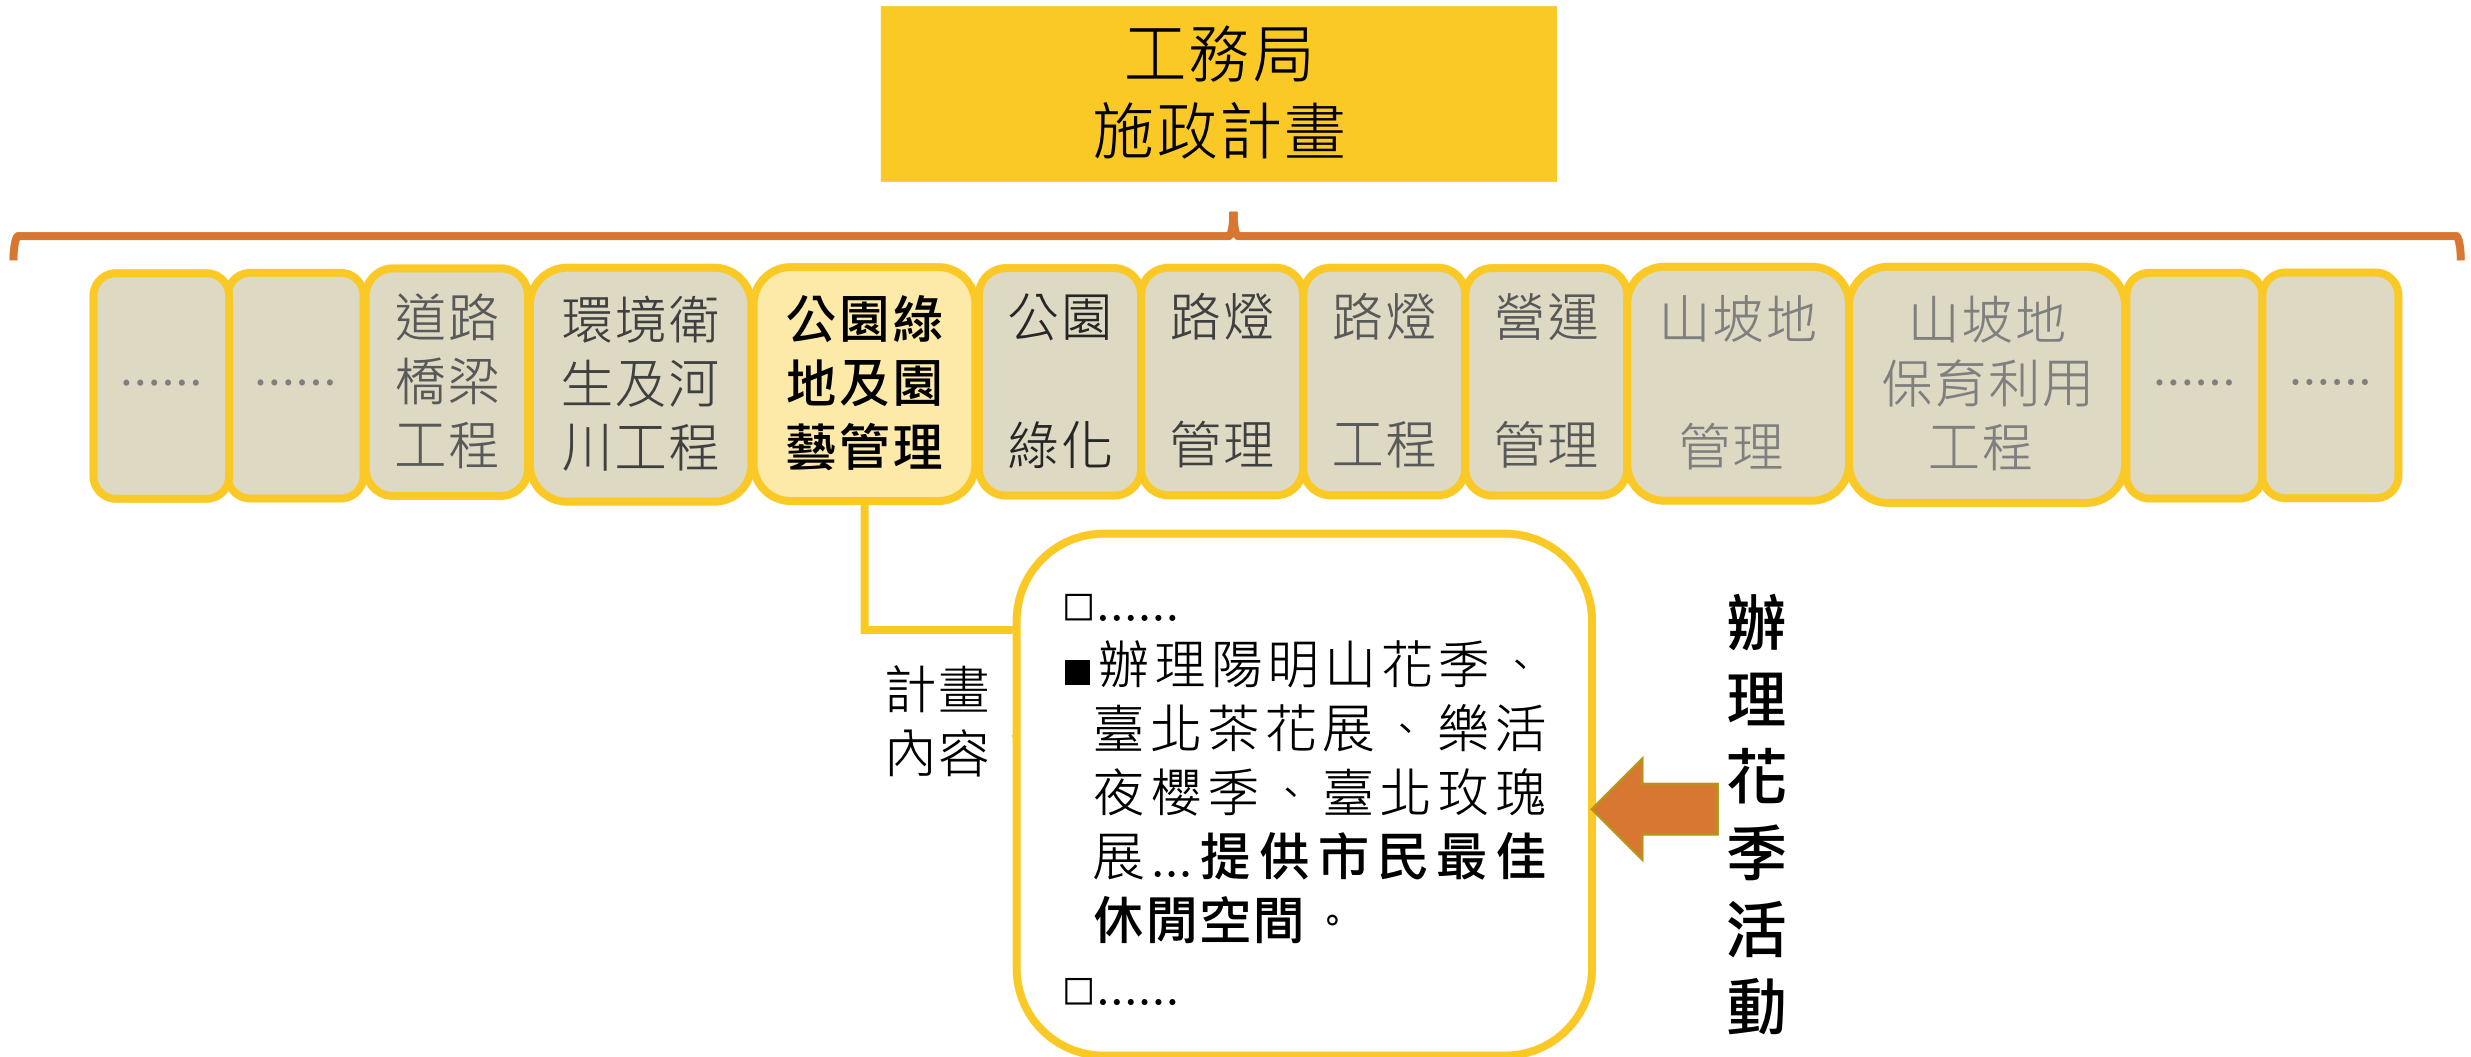 工務局
施政計畫
……
……
道路
橋梁
工程
環境衛
生及河
川工程
公園綠
地及園
藝管理
公園
綠化
路燈
管理
路燈
工程
營運
管理
山坡地
管理
山坡地
保育利用
工程
……
……
計畫
內容
□……
■辦理陽明山花季、
臺北茶花展、樂活
夜櫻季、臺北玫瑰
展…提供市民最佳
休閒空間。
□……
辦理花季活動